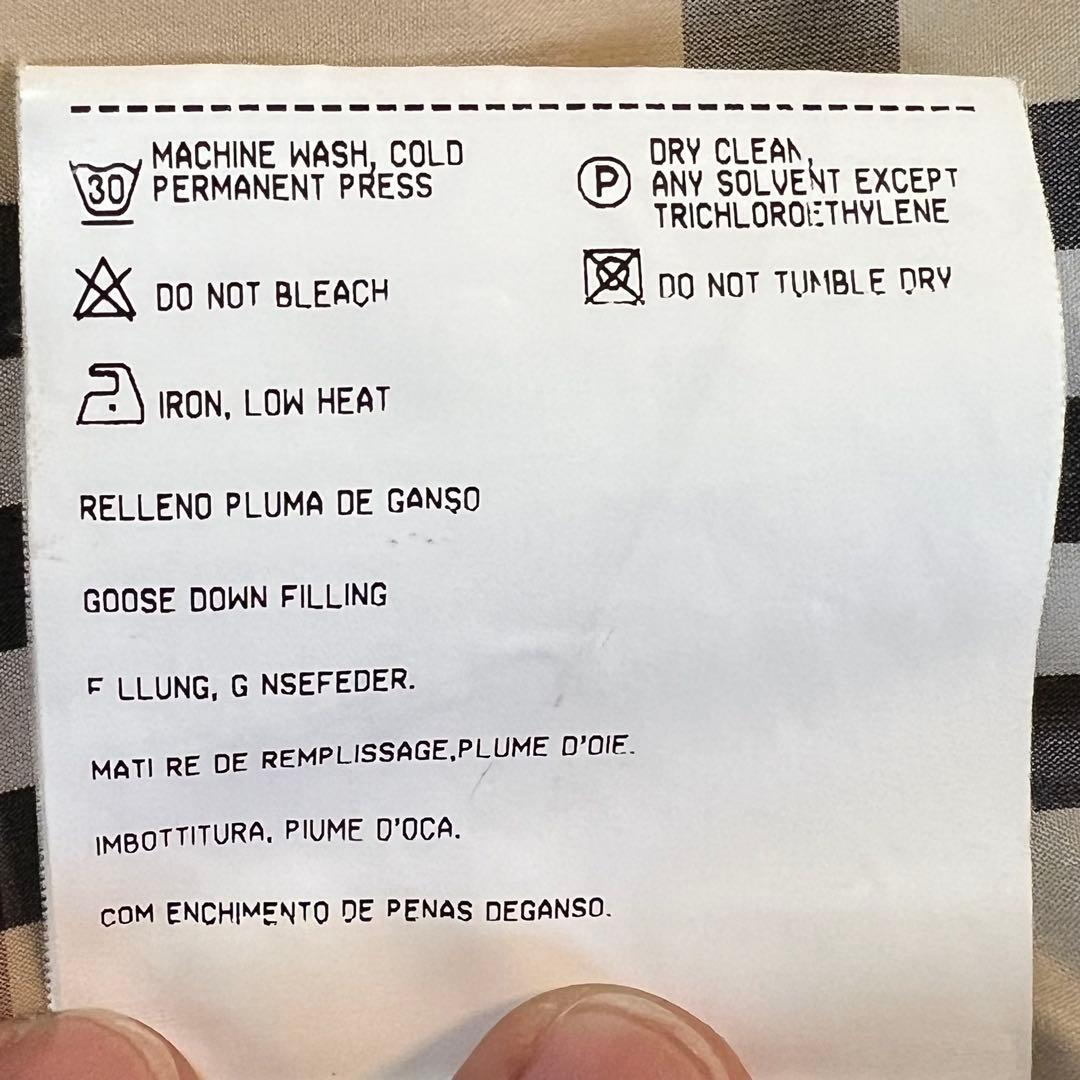 30 MACHINE WASH, COLD
PERMANENT PRESS
P DRY CLEAN,
ANY SOLVENT EXCEPT
TRICHLOROETHYLENE
DO NOT BLEACH
DO NOT TUMBLE DRY
IRON, LOW HEAT
RELLENO PLUMA DE GANSO
GOOSE DOWN FILLING
F LLUNG, G NSEFEDER.
MATI RE DE REMPLISSAGE,PLUME D'OIE.
IMBOTTITURA. PIUME D'OCA.
COM ENCHIMENTO DE PENAS DEGANSO.